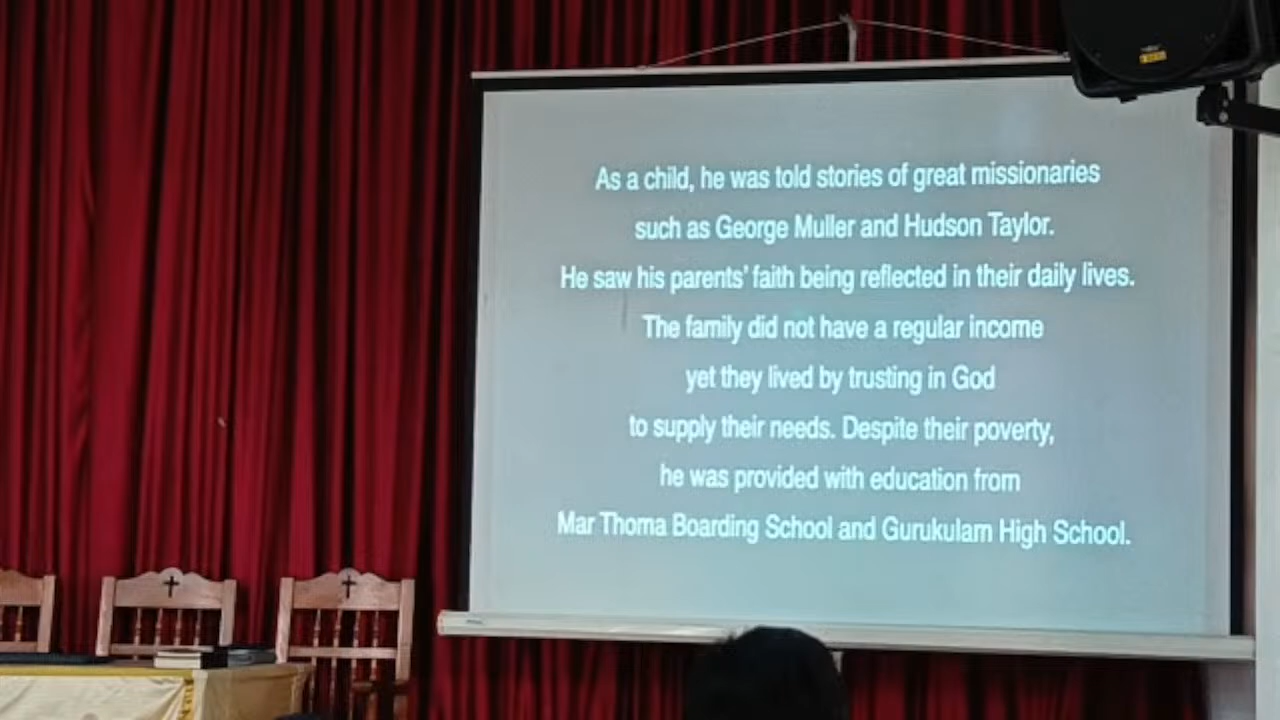 As a child, he was told stories of great missionaries
such as George Muller and Hudson Taylor.
He saw his parents' faith being reflected in their daily lives.
The family did not have a regular income
yet they lived by trusting in God
to supply their needs. Despite their poverty,
he was provided with education from
Mar Thoma Boarding School and Gurukulam High School.